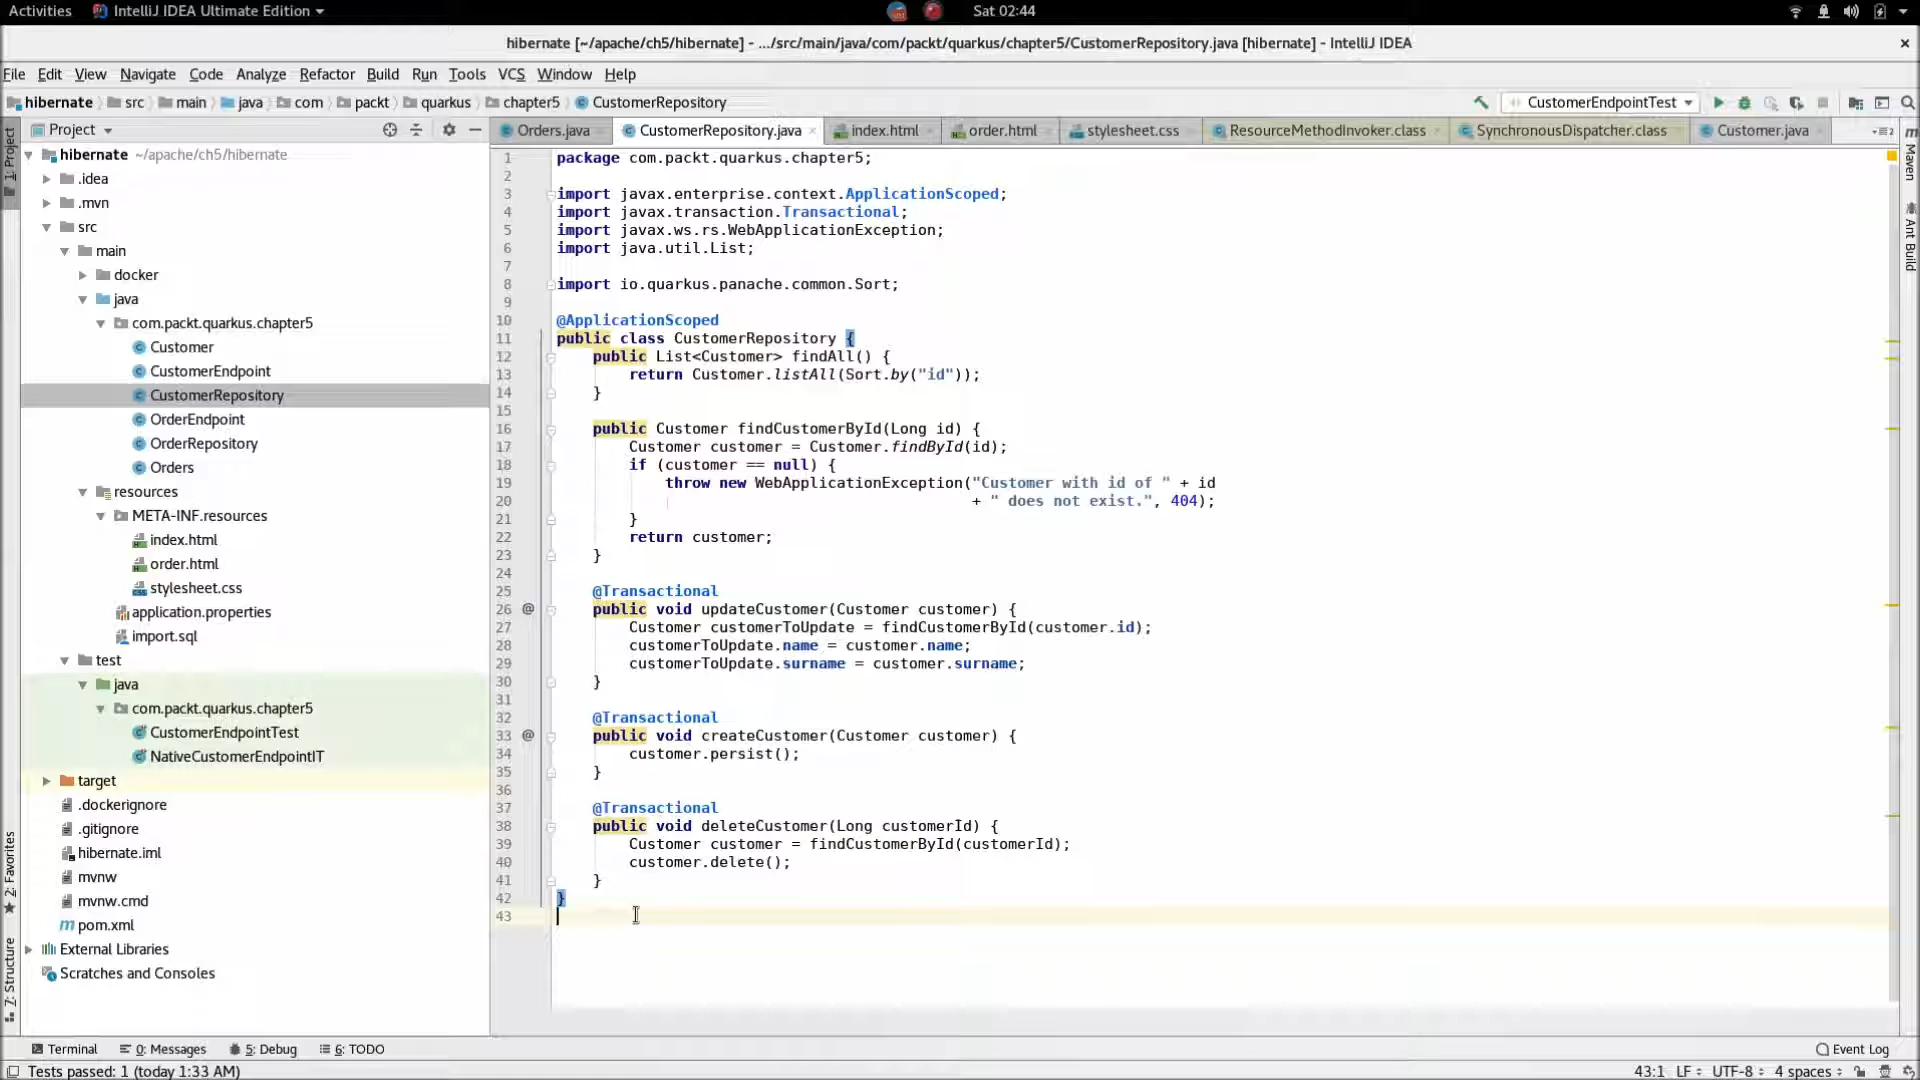 Activities IntelliJ IDEA Ultimate Edition Sat 02:44
hibernate [~/apache/ch5/hibernate] - .../src/main/java/com/packt/quarkus/chapter5/CustomerRepository.java [hibernate] - IntelliJ IDEA
File Edit View Navigate Code Analyze Refactor Build Run Tools VCS Window Help
hibernate src main java com packt quarkus chapter5 CustomerRepository CustomerEndpointTest
Project
Orders.java CustomerRepository.java index.html order.html stylesheet.css ResourceMethodInvoker.class SynchronousDispatcher.class Customer.java
1: Project
hibernate ~/apache/ch5/hibernate
.idea
.mvn
src
main
docker
java
com.packt.quarkus.chapter5
Customer
CustomerEndpoint
CustomerRepository
OrderEndpoint
OrderRepository
Orders
resources
META-INF.resources
index.html
order.html
stylesheet.css
application.properties
import.sql
test
java
com.packt.quarkus.chapter5
CustomerEndpointTest
NativeCustomerEndpointIT
target
.dockerignore
.gitignore
hibernate.iml
mvnw
mvnw.cmd
pom.xml
External Libraries
Scratches and Consoles
2: Favorites
7: Structure
1 package com.packt.quarkus.chapter5;
2
3 import javax.enterprise.context.ApplicationScoped;
4 import javax.transaction.Transactional;
5 import javax.ws.rs.WebApplicationException;
6 import java.util.List;
7
8 import io.quarkus.panache.common.Sort;
9
10 @ApplicationScoped
11 public class CustomerRepository {
12 public List<Customer> findAll() {
13 return Customer.listAll(Sort.by("id"));
14 }
15
16 public Customer findCustomerById(Long id) {
17 Customer customer = Customer.findById(id);
18 if (customer == null) {
19 throw new WebApplicationException("Customer with id of " + id
20 + " does not exist.", 404);
21 }
22 return customer;
23 }
24
25 @Transactional
26 @ public void updateCustomer(Customer customer) {
27 Customer customerToUpdate = findCustomerById(customer.id);
28 customerToUpdate.name = customer.name;
29 customerToUpdate.surname = customer.surname;
30 }
31
32 @Transactional
33 @ public void createCustomer(Customer customer) {
34 customer.persist();
35 }
36
37 @Transactional
38 public void deleteCustomer(Long customerId) {
39 Customer customer = findCustomerById(customerId);
40 customer.delete();
41 }
42 }
43
Maven
Ant Build
Terminal 0: Messages 5: Debug 6: TODO Event Log
Tests passed: 1 (today 1:33 AM) 43:1 LF UTF-8 4 spaces